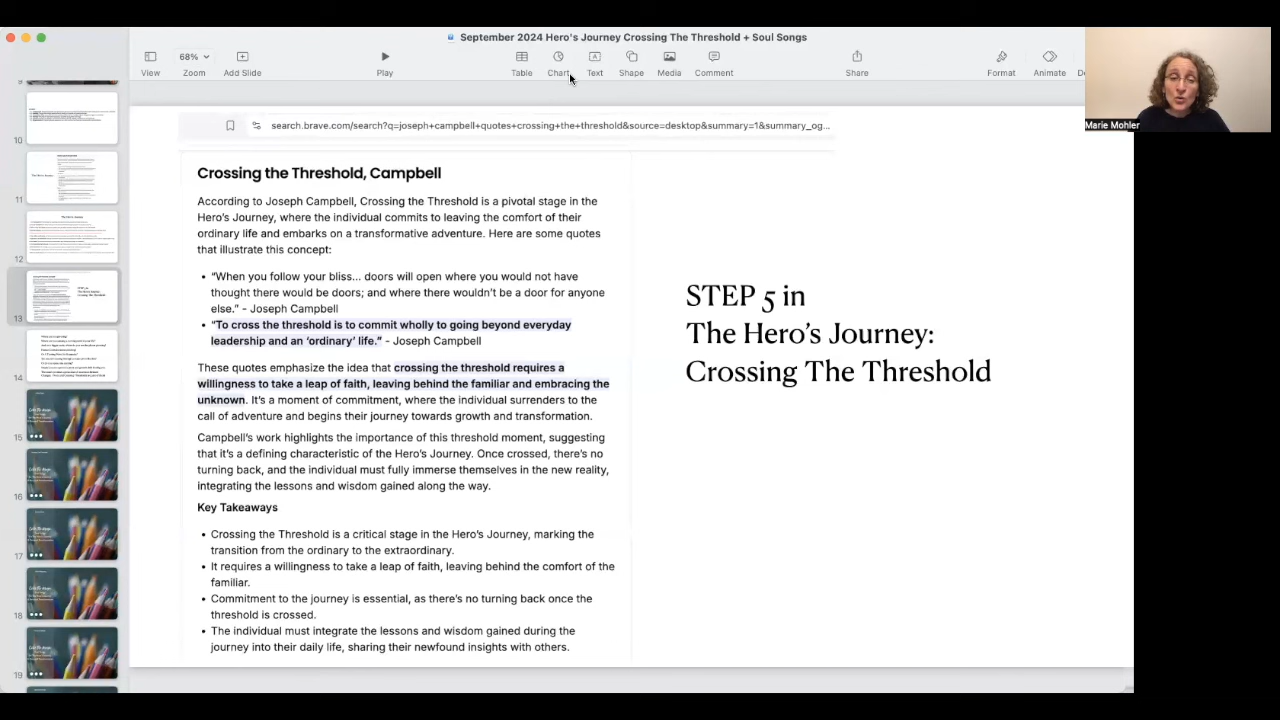 September 2024 Hero's Journey Crossing The Threshold + Soul Songs
68%
View
Zoom
Add Slide
Play
Table
Chart
Text
Shape
Media
Comment
Share
Format
Animate
Marie Mohler
10
11
12
13
14
15
16
17
18
19
search.brave.com/search?q=joseph+campbell+quotes+crossing+the+threshold&source=desktop&summary=1&summary_og...
Crossing the Threshold, Campbell
According to Joseph Campbell, Crossing the Threshold is a pivotal stage in the
Hero's Journey, where the individual commits to leaving the comfort of their
ordinary life and embarks on a transformative adventure. Here are some quotes
that illustrate this concept:
• "When you follow your bliss... doors will open where you would not have
thought there would be doors; and where there wouldn't be a door for anyone
else." - Joseph Campbell
• "To cross the threshold is to commit wholly to going beyond everyday
leadership and an 'ordinary' life." - Joseph Campbell
These quotes emphasize the idea that crossing the threshold requires a
willingness to take a leap of faith, leaving behind the familiar and embracing the
unknown. It's a moment of commitment, where the individual surrenders to the
call of adventure and begins their journey towards growth and transformation.
Campbell's work highlights the importance of this threshold moment, suggesting
that it's a defining characteristic of the Hero's Journey. Once crossed, there's no
turning back, and the individual must fully immerse themselves in the new reality,
integrating the lessons and wisdom gained along the way.
Key Takeaways
• Crossing the Threshold is a critical stage in the Hero's Journey, marking the
transition from the ordinary to the extraordinary.
• It requires a willingness to take a leap of faith, leaving behind the comfort of the
familiar.
• Commitment to the journey is essential, as there's no turning back once the
threshold is crossed.
• The individual must integrate the lessons and wisdom gained during the
journey into their daily life, sharing their newfound insights with others.
STEP 5 in
The Hero's Journey:
Crossing The Threshold